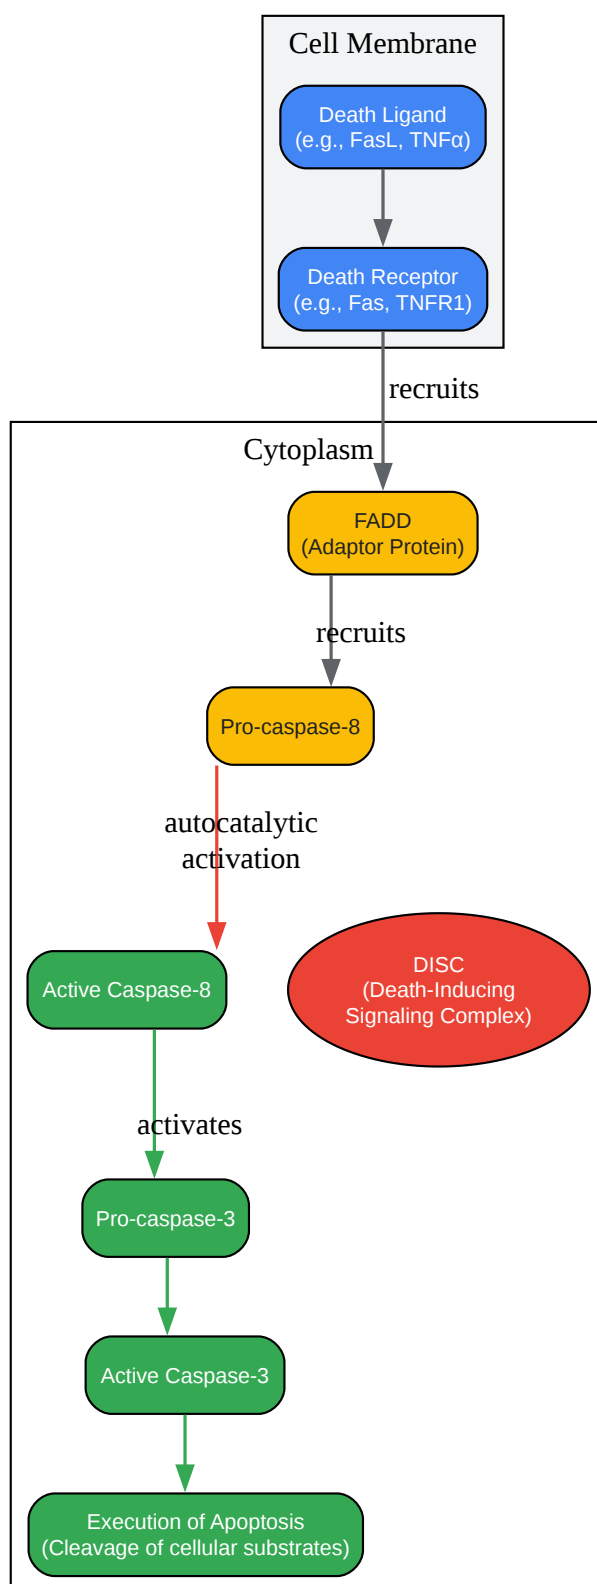 Cell Membrane
Death Ligand
(e.g., FasL, TNFα)
Death Receptor
(e.g., Fas, TNFR1)
recruits
Cytoplasm
FADD
(Adaptor Protein)
recruits
Pro-caspase-8
autocatalytic
activation
Active Caspase-8
DISC
(Death-Inducing
Signaling Complex)
activates
Pro-caspase-3
Active Caspase-3
Execution of Apoptosis
(Cleavage of cellular substrates)